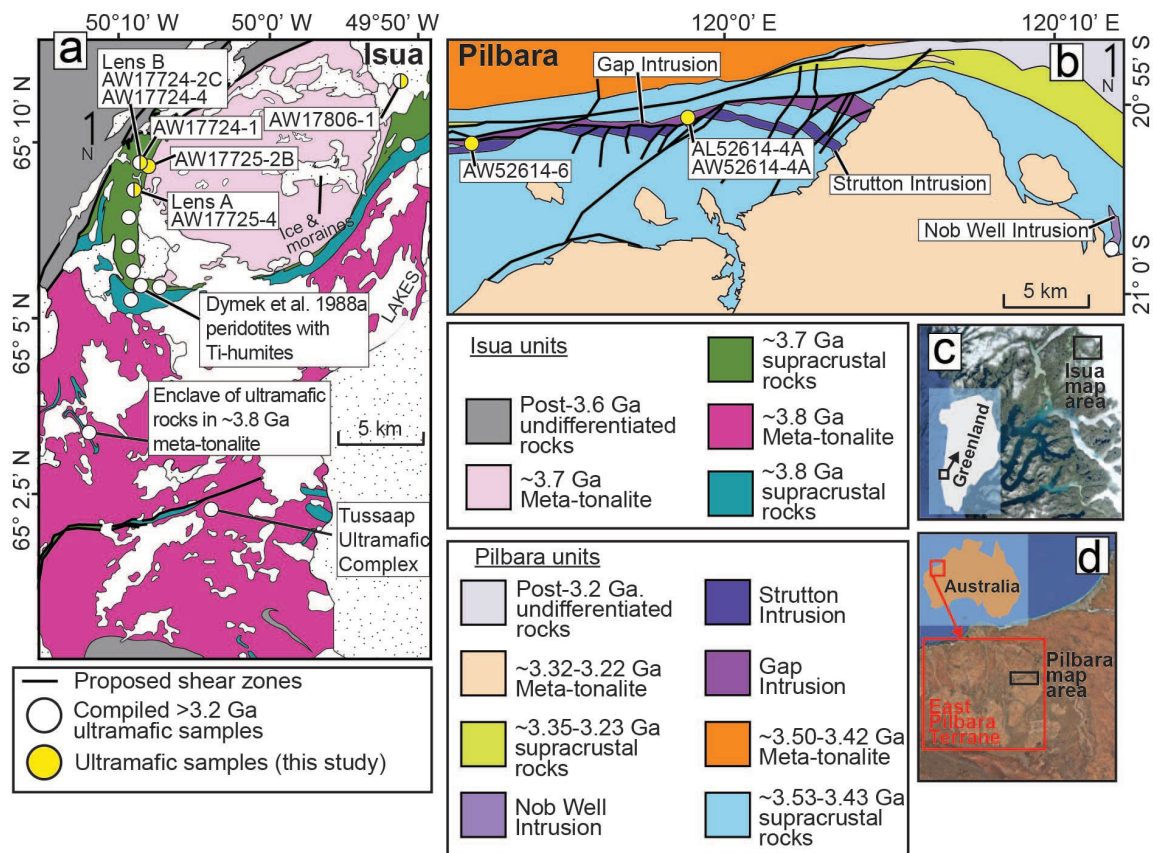 50°10' W
50°0' W
49°50' W
a
Isua
Lens B
AW17724-2C
AW17724-4
AW17724-1
AW17806-1
AW17725-2B
Lens A
AW17725-4
N
Ice &
moraines
LAKES
Dymek et al. 1988a
peridotites with
Ti-humites
Enclave of ultramafic
rocks in ~3.8 Ga
meta-tonalite
5 km
Tussaap
Ultramafic
Complex
65° 10' N
65° 5' N
65° 2.5' N
Proposed shear zones
Compiled >3.2 Ga
ultramafic samples
Ultramafic samples (this study)
120°0' E
120°10' E
Pilbara
b
N
Gap Intrusion
AW52614-6
AL52614-4A
AW52614-4A
Strutton Intrusion
Nob Well Intrusion
5 km
20° 55' S
21° 0' S
Isua units
Post-3.6 Ga
undifferentiated
rocks
~3.7 Ga
Meta-tonalite
~3.7 Ga
supracrustal
rocks
~3.8 Ga
Meta-tonalite
~3.8 Ga
supracrustal
rocks
Pilbara units
Post-3.2 Ga.
undifferentiated
rocks
~3.32-3.22 Ga
Meta-tonalite
~3.35-3.23 Ga
supracrustal
rocks
Nob Well
Intrusion
Strutton
Intrusion
Gap
Intrusion
~3.50-3.42 Ga
Meta-tonalite
~3.53-3.43 Ga
supracrustal
rocks
c
Isua
map
area
Greenland
d
Australia
Pilbara
map
area
East
Pilbara
Terrane